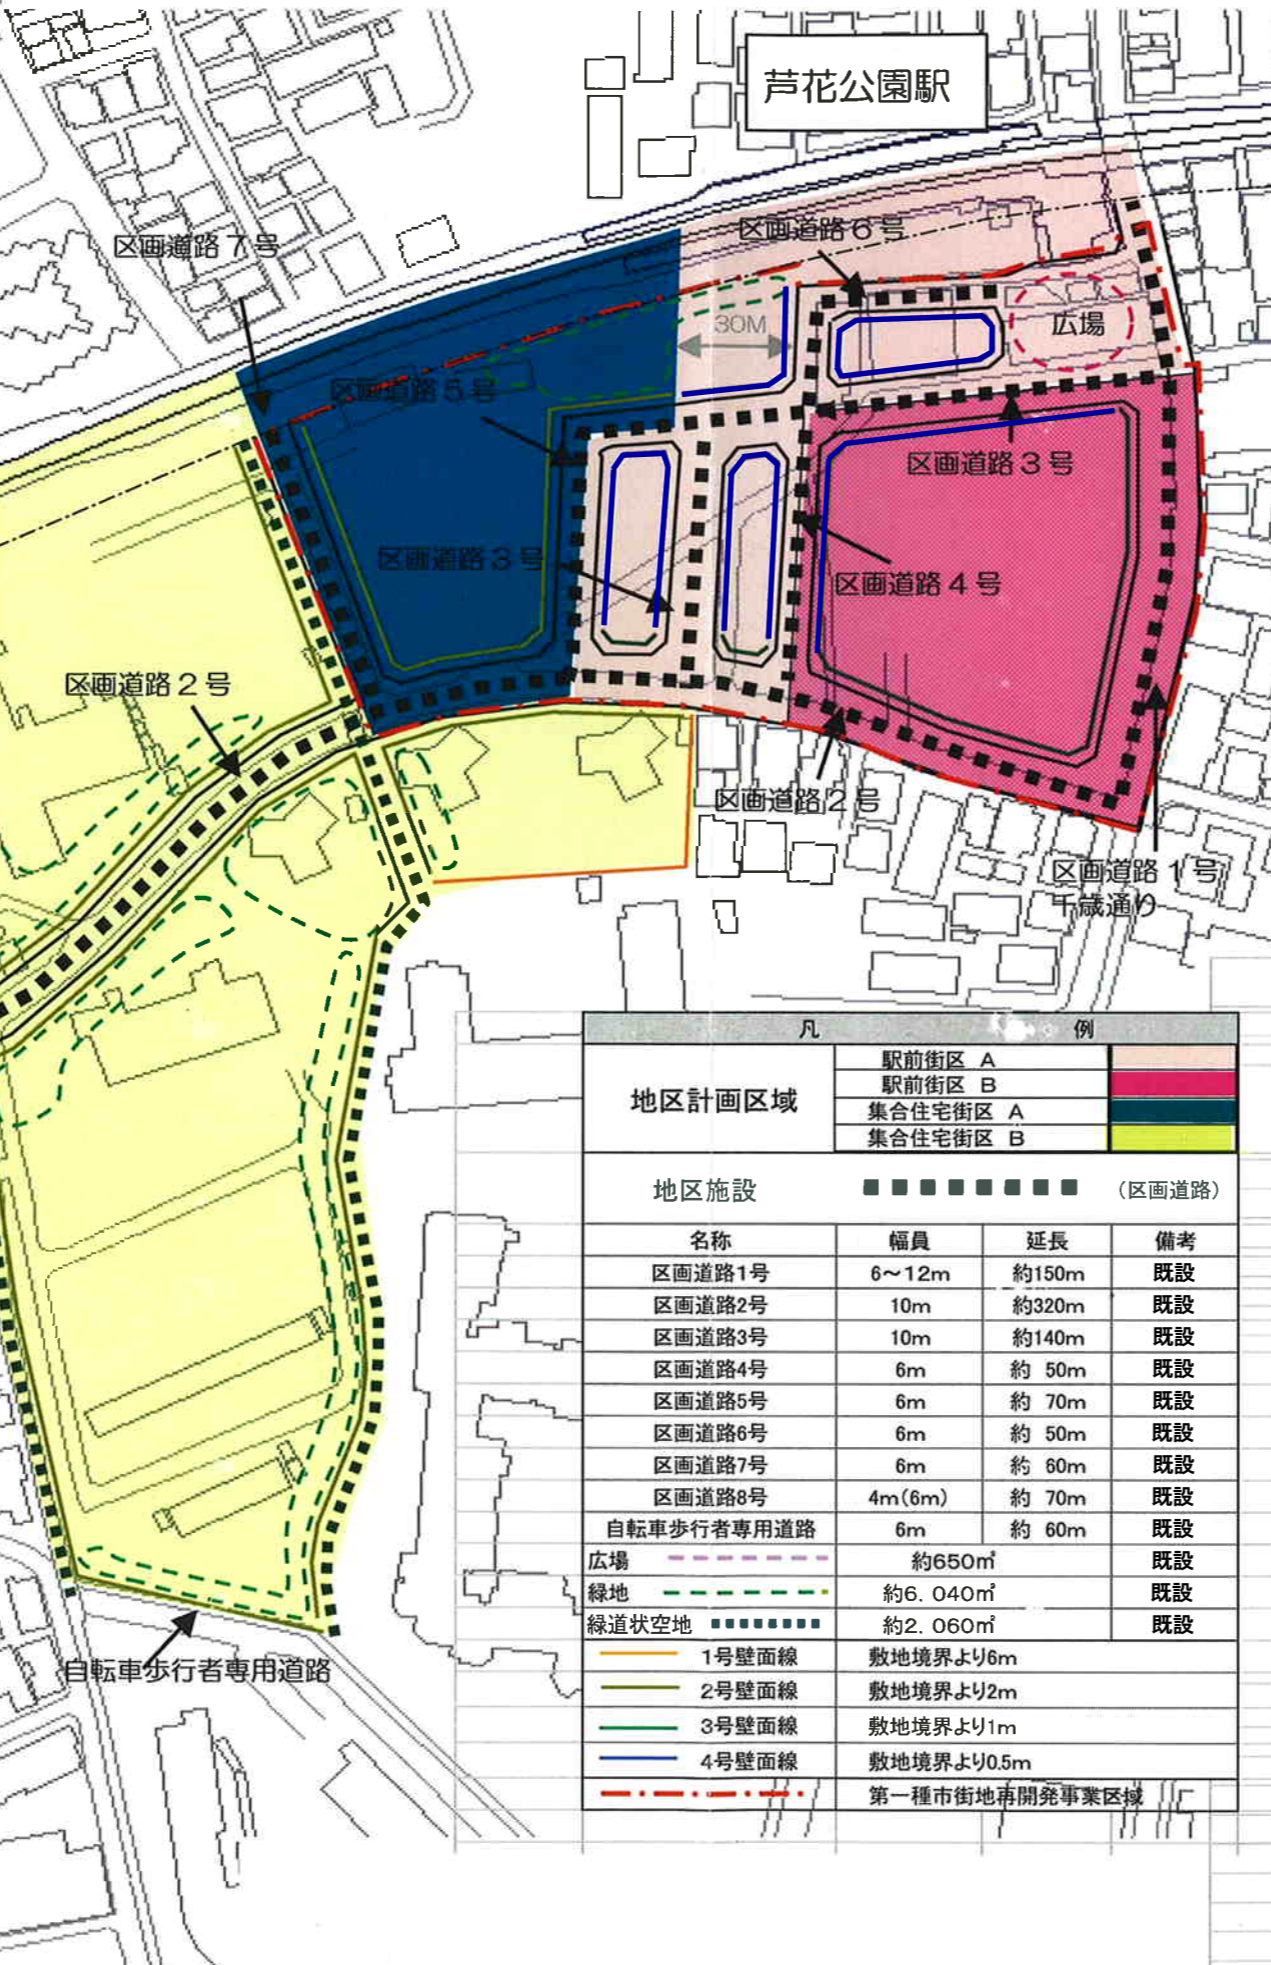 芦花公園駅
区画道路6号
区画道路7号
広場
30M
区画道路5号
区画道路3号
区画道路3号
区画道路4号
区画道路2号
区画道路2号
区画道路1号
千歳通り
凡 例
地区計画区域
駅前街区 A
駅前街区 B
集合住宅街区 A
集合住宅街区 B
地区施設 (区画道路)
名称 幅員 延長 備考
区画道路1号 6~12m 約150m 既設
区画道路2号 10m 約320m 既設
区画道路3号 10m 約140m 既設
区画道路4号 6m 約 50m 既設
区画道路5号 6m 約 70m 既設
区画道路6号 6m 約 50m 既設
区画道路7号 6m 約 60m 既設
区画道路8号 4m(6m) 約 70m 既設
自転車歩行者専用道路 6m 約 60m 既設
広場 約650㎡ 既設
緑地 約6.040㎡ 既設
緑道状空地 約2.060㎡ 既設
1号壁面線 敷地境界より6m
2号壁面線 敷地境界より2m
3号壁面線 敷地境界より1m
4号壁面線 敷地境界より0.5m
第一種市街地再開発事業区域
自転車歩行者専用道路